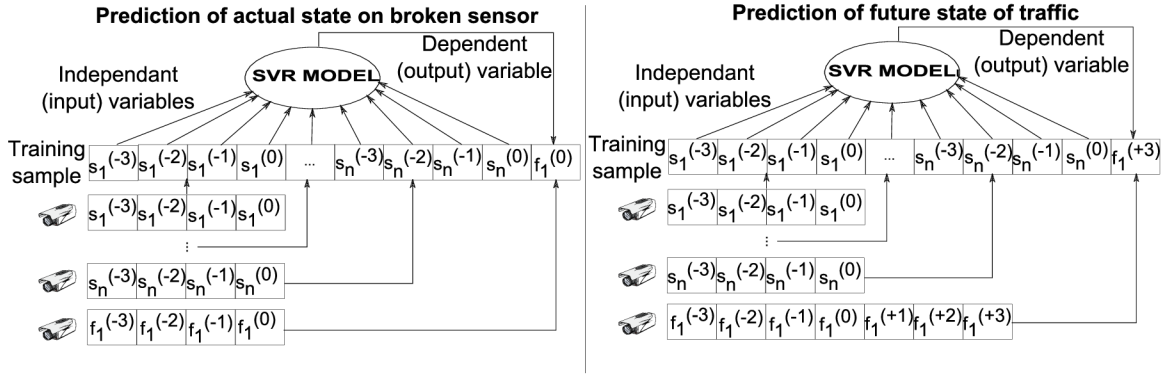 Prediction of actual state on broken sensor
SVR MODEL
Independant
(input) variables
Dependent
(output) variable
Training
sample
s1(-3) s1(-2) s1(-1) s1(0) ... sn(-3) sn(-2) sn(-1) sn(0) f1(0)
s1(-3) s1(-2) s1(-1) s1(0)
⋮
sn(-3) sn(-2) sn(-1) sn(0)
f1(-3) f1(-2) f1(-1) f1(0)
Prediction of future state of traffic
SVR MODEL
Independant
(input) variables
Dependent
(output) variable
Training
sample
s1(-3) s1(-2) s1(-1) s1(0) ... sn(-3) sn(-2) sn(-1) sn(0) f1(+3)
s1(-3) s1(-2) s1(-1) s1(0)
⋮
sn(-3) sn(-2) sn(-1) sn(0)
f1(-3) f1(-2) f1(-1) f1(0) f1(+1) f1(+2) f1(+3)